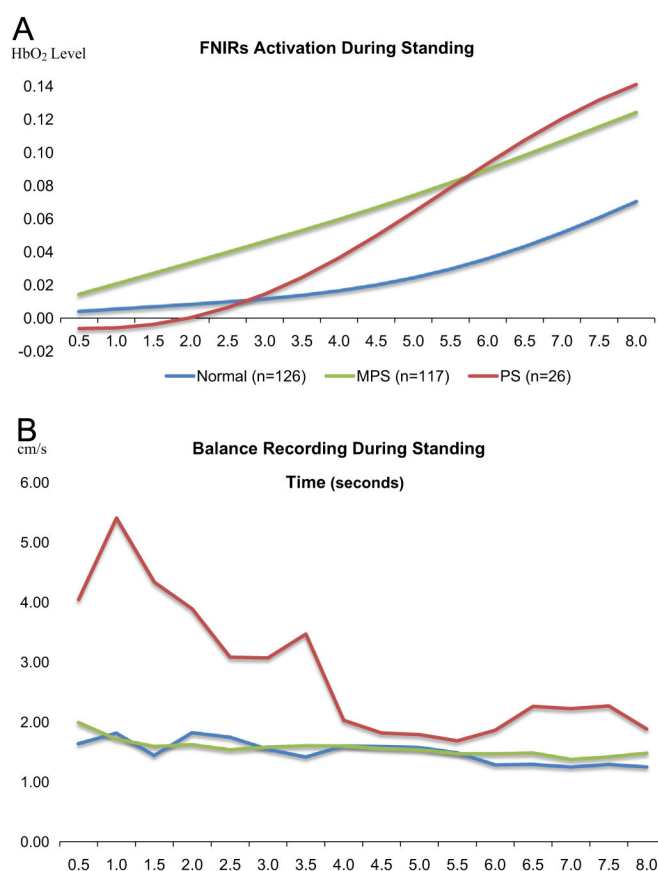 A
HbO₂ Level
FNIRs Activation During Standing
0.14
0.12
0.10
0.08
0.06
0.04
0.02
0.00
-0.02
0.5 1.0 1.5 2.0 2.5 3.0 3.5 4.0 4.5 5.0 5.5 6.0 6.5 7.0 7.5 8.0
Normal (n=126) MPS (n=117) PS (n=26)
B
cm/s
Balance Recording During Standing
Time (seconds)
6.00
5.00
4.00
3.00
2.00
1.00
0.00
0.5 1.0 1.5 2.0 2.5 3.0 3.5 4.0 4.5 5.0 5.5 6.0 6.5 7.0 7.5 8.0